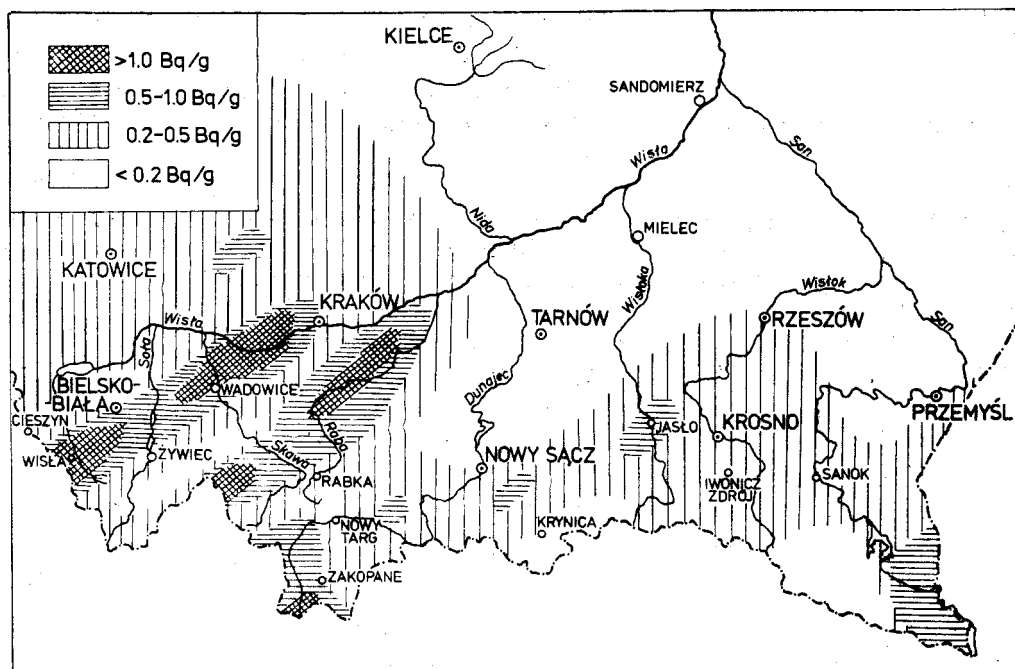 >1.0 Bq/g
0.5-1.0 Bq/g
0.2-0.5 Bq/g
< 0.2 Bq/g
KIELCE
SANDOMIERZ
San
Wisła
Nida
MIELEC
KATOWICE
Wisłoka
Wisłok
KRAKÓW
Wisła
TARNÓW
RZESZÓW
San
Soła
WADOWICE
Dunajec
BIELSKO-
BIAŁA
PRZEMYŚL
CIESZYN
Raba
JASŁO
KROSNO
WISŁA
ŻYWIEC
Skawa
RABKA
NOWY SĄCZ
IWONICZ
ZDRÓJ
SANOK
NOWY
TARG
KRYNICA
ZAKOPANE